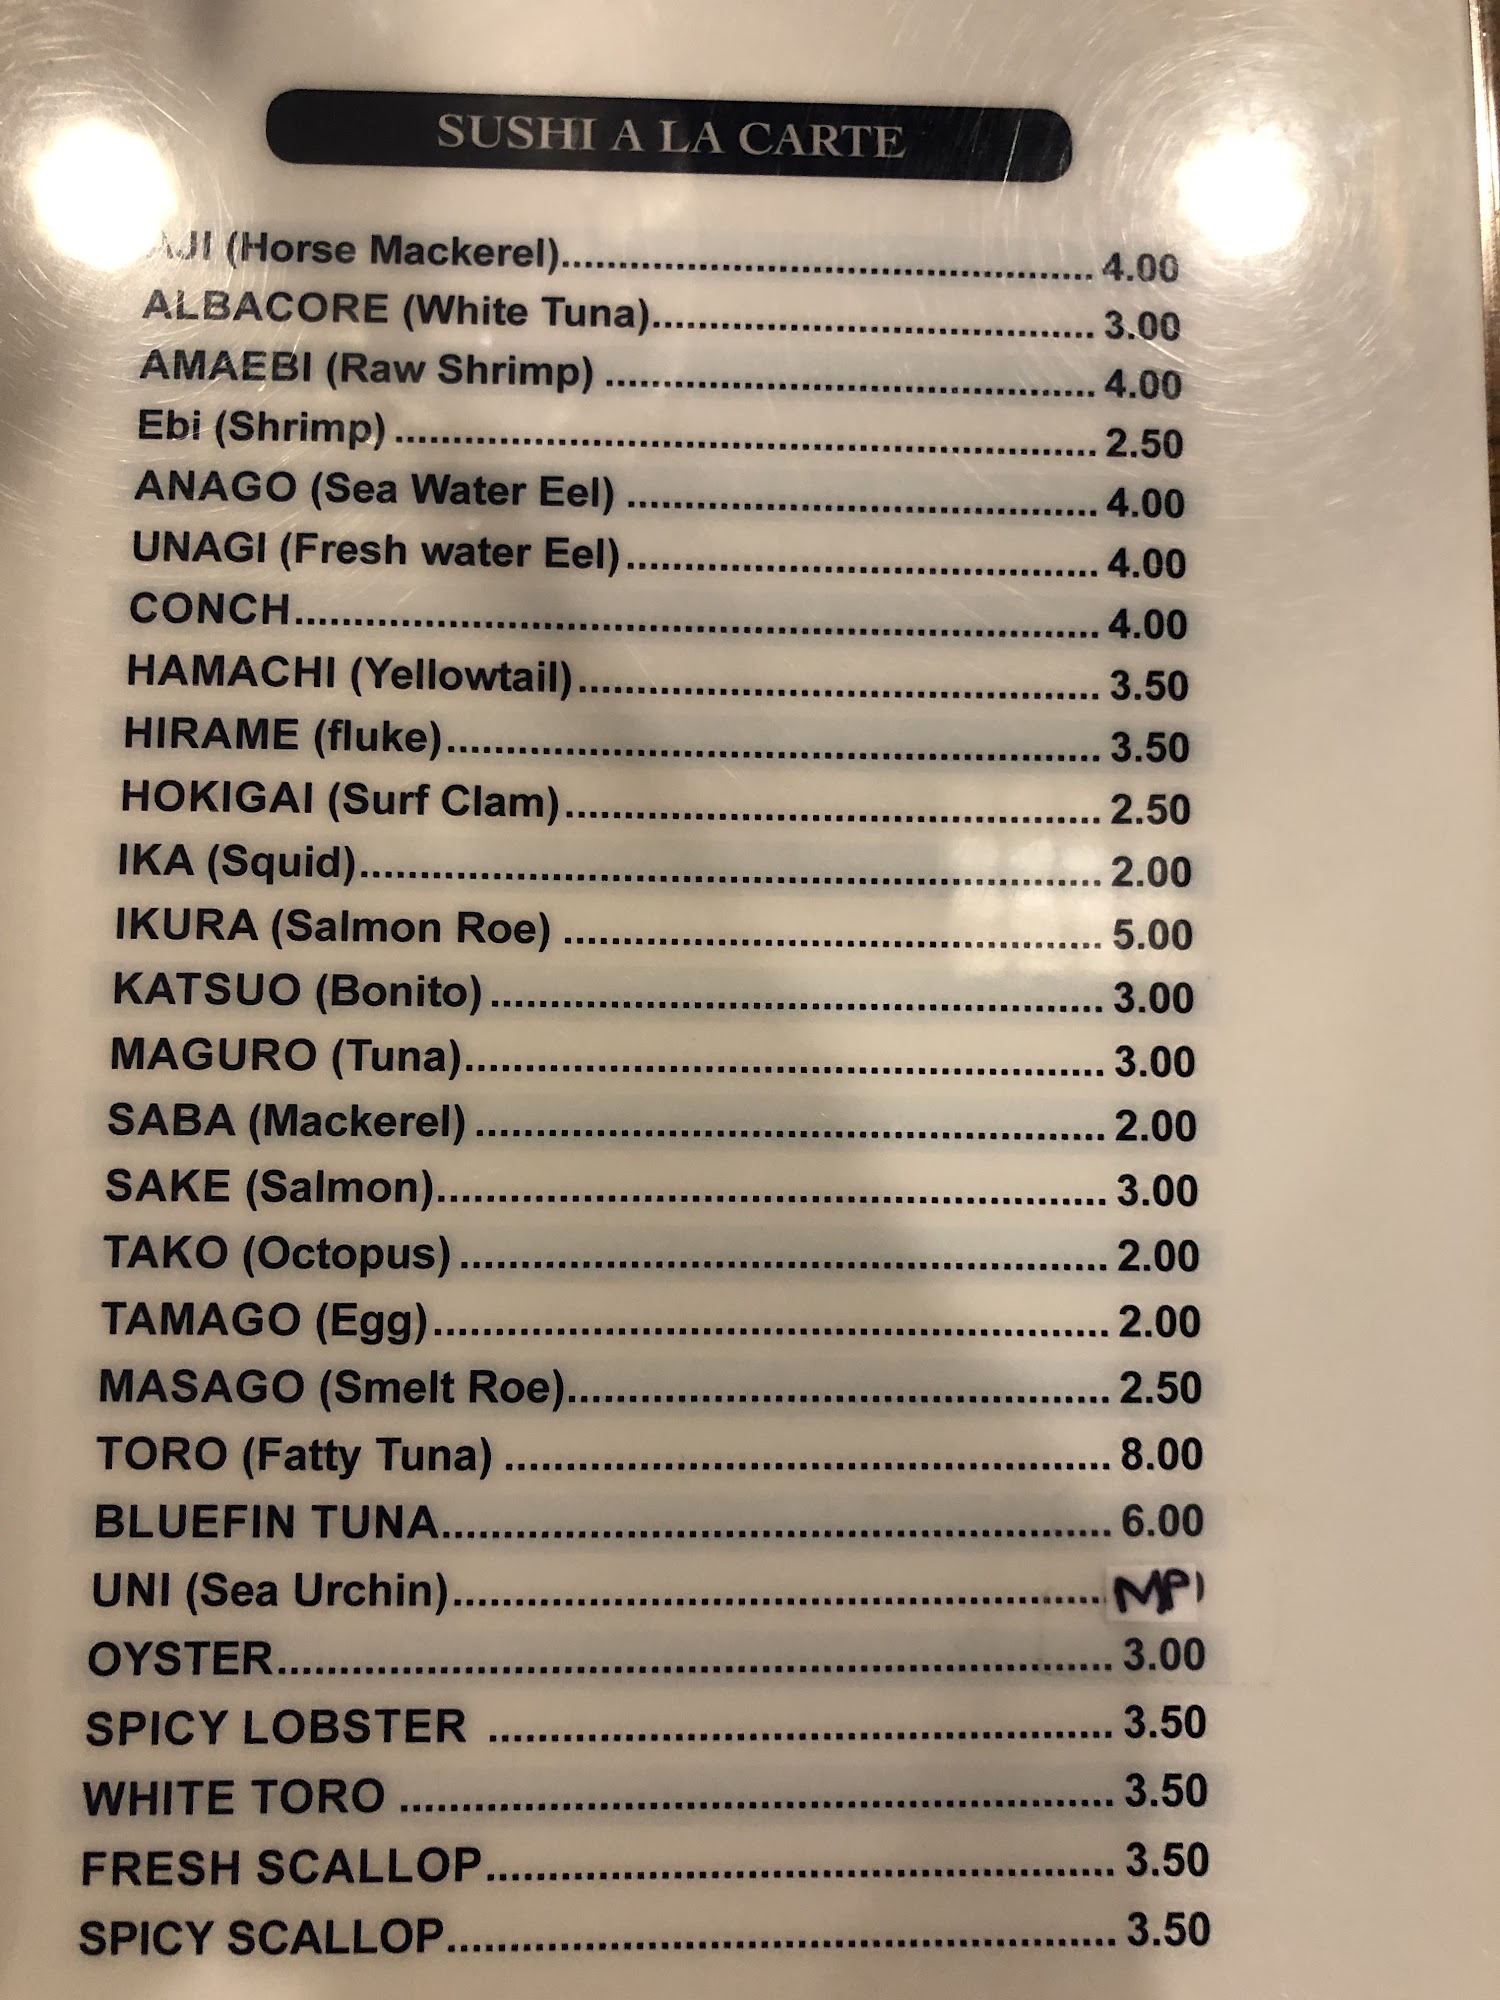 SUSHI A LA CARTE
AJI (Horse Mackerel)............................................. 4.00
ALBACORE (White Tuna)...................................... 3.00
AMAEBI (Raw Shrimp) .......................................... 4.00
Ebi (Shrimp) ............................................................ 2.50
ANAGO (Sea Water Eel) ........................................ 4.00
UNAGI (Fresh water Eel)........................................ 4.00
CONCH.................................................................... 4.00
HAMACHI (Yellowtail)............................................ 3.50
HIRAME (fluke)....................................................... 3.50
HOKIGAI (Surf Clam)............................................. 2.50
IKA (Squid).............................................................. 2.00
IKURA (Salmon Roe) ............................................. 5.00
KATSUO (Bonito) ................................................... 3.00
MAGURO (Tuna)..................................................... 3.00
SABA (Mackerel) .................................................... 2.00
SAKE (Salmon)....................................................... 3.00
TAKO (Octopus) ..................................................... 2.00
TAMAGO (Egg)....................................................... 2.00
MASAGO (Smelt Roe)............................................ 2.50
TORO (Fatty Tuna) ................................................. 8.00
BLUEFIN TUNA...................................................... 6.00
UNI (Sea Urchin)..................................................... MP
OYSTER................................................................... 3.00
SPICY LOBSTER .................................................. 3.50
WHITE TORO ......................................................... 3.50
FRESH SCALLOP.................................................. 3.50
SPICY SCALLOP..................................................... 3.50